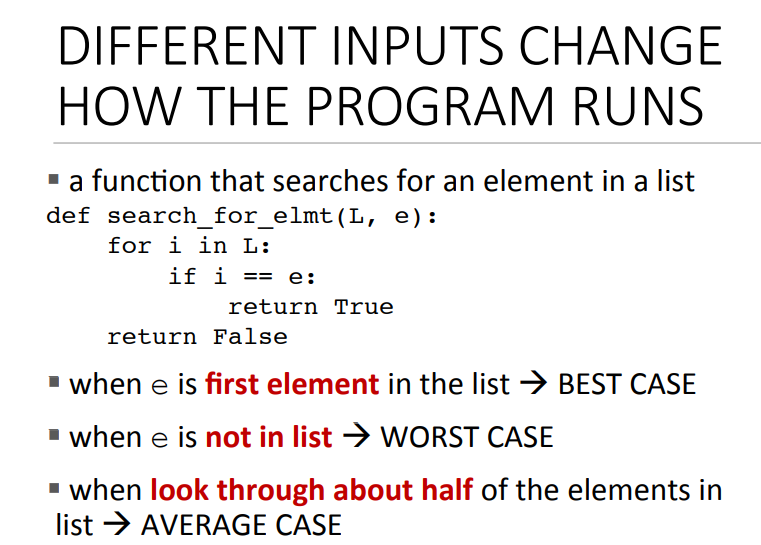 DIFFERENT INPUTS CHANGE
HOW THE PROGRAM RUNS
▪ a function that searches for an element in a list
def search_for_elmt(L, e):
    for i in L:
        if i == e:
            return True
    return False
▪ when e is first element in the list → BEST CASE
▪ when e is not in list → WORST CASE
▪ when look through about half of the elements in
list → AVERAGE CASE